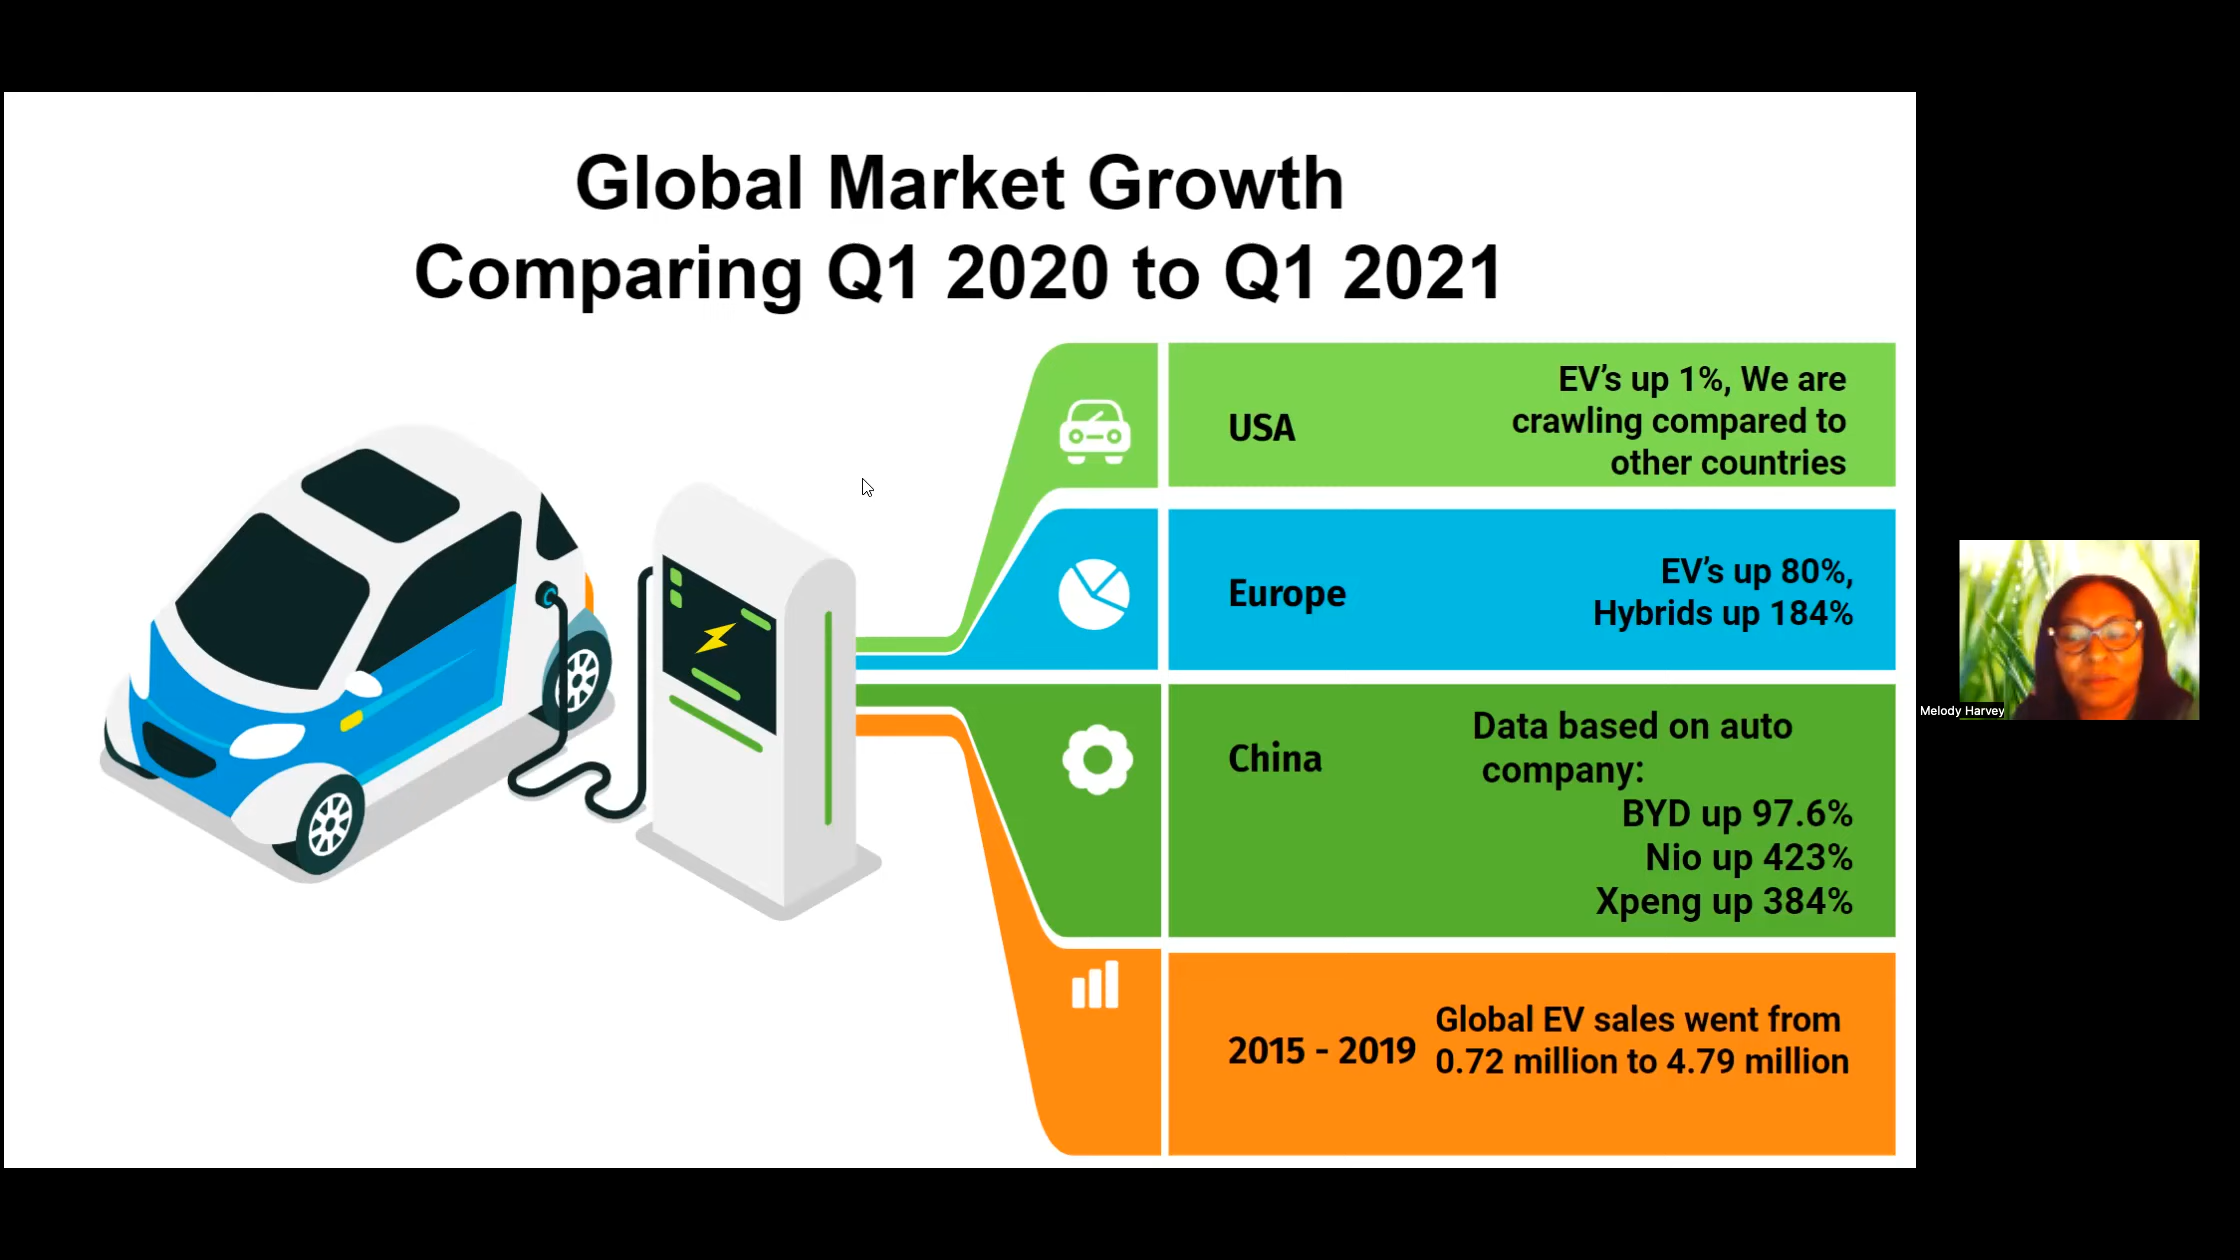 Global Market Growth
Comparing Q1 2020 to Q1 2021
USA
EV's up 1%, We are
crawling compared to
other countries
Europe
EV's up 80%,
Hybrids up 184%
China
Data based on auto
company:
BYD up 97.6%
Nio up 423%
Xpeng up 384%
2015 - 2019
Global EV sales went from
0.72 million to 4.79 million
Melody Harvey